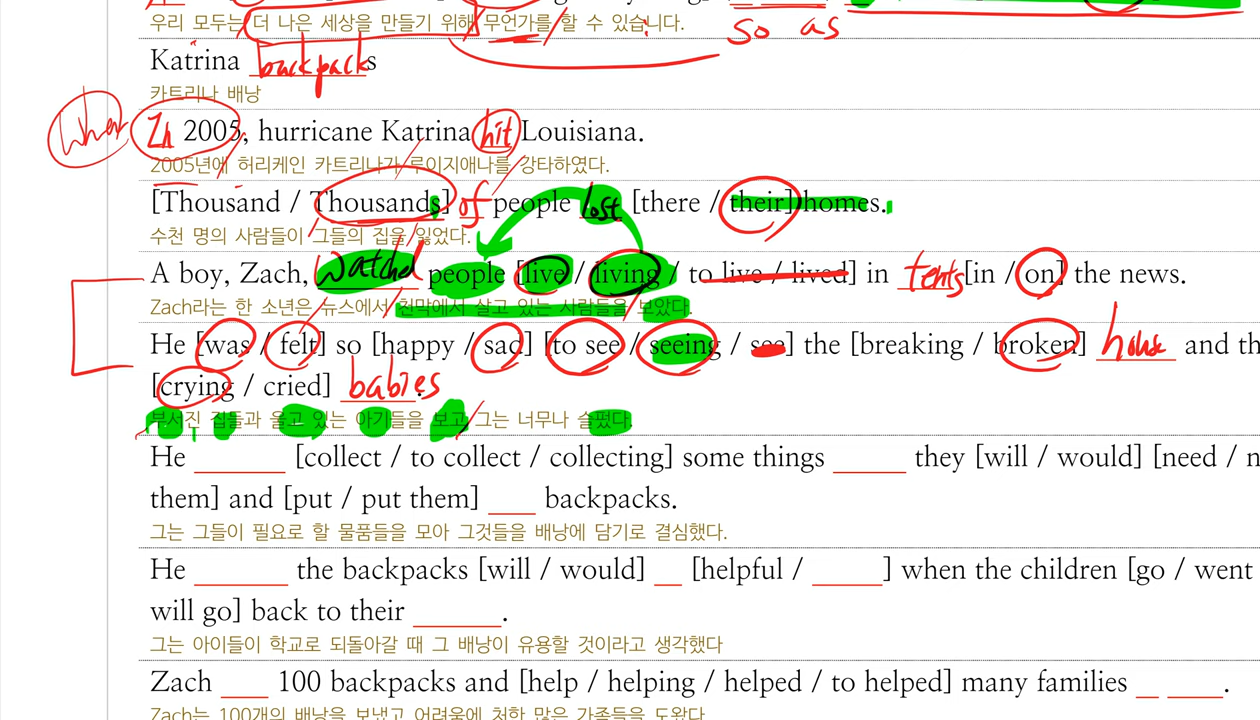 우리 모두는 더 나은 세상을 만들기 위해 무언가를 할 수 있습니다.
so as
Katrina backpacks
카트리나 배낭
When In 2005, hurricane Katrina hit Louisiana.
2005년에 허리케인 카트리나가 루이지애나를 강타하였다.
[Thousand / Thousands] of people lost [there / their] homes.
수천 명의 사람들이 그들의 집을 잃었다.
A boy, Zach, watched people [live / living / to live / lived] in tents [in / on] the news.
Zach라는 한 소년은 뉴스에서 천막에서 살고 있는 사람들을 보았다.
He [was / felt] so [happy / sad] [to see / seeing / see] the [breaking / broken] house and th
[crying / cried] babies.
부서진 집들과 울고 있는 아기들을 보고 그는 너무나 슬펐다.
He ______ [collect / to collect / collecting] some things _____ they [will / would] [need / n
them] and [put / put them] ___ backpacks.
그는 그들이 필요로 할 물품들을 모아 그것들을 배낭에 담기로 결심했다.
He ______ the backpacks [will / would] __ [helpful / _____] when the children [go / went
will go] back to their ______.
그는 아이들이 학교로 되돌아갈 때 그 배낭이 유용할 것이라고 생각했다
Zach ___ 100 backpacks and [help / helping / helped / to helped] many families _ ____.
Zach는 100개의 배낭을 보냈고 어려움에 처한 많은 가족들을 도왔다